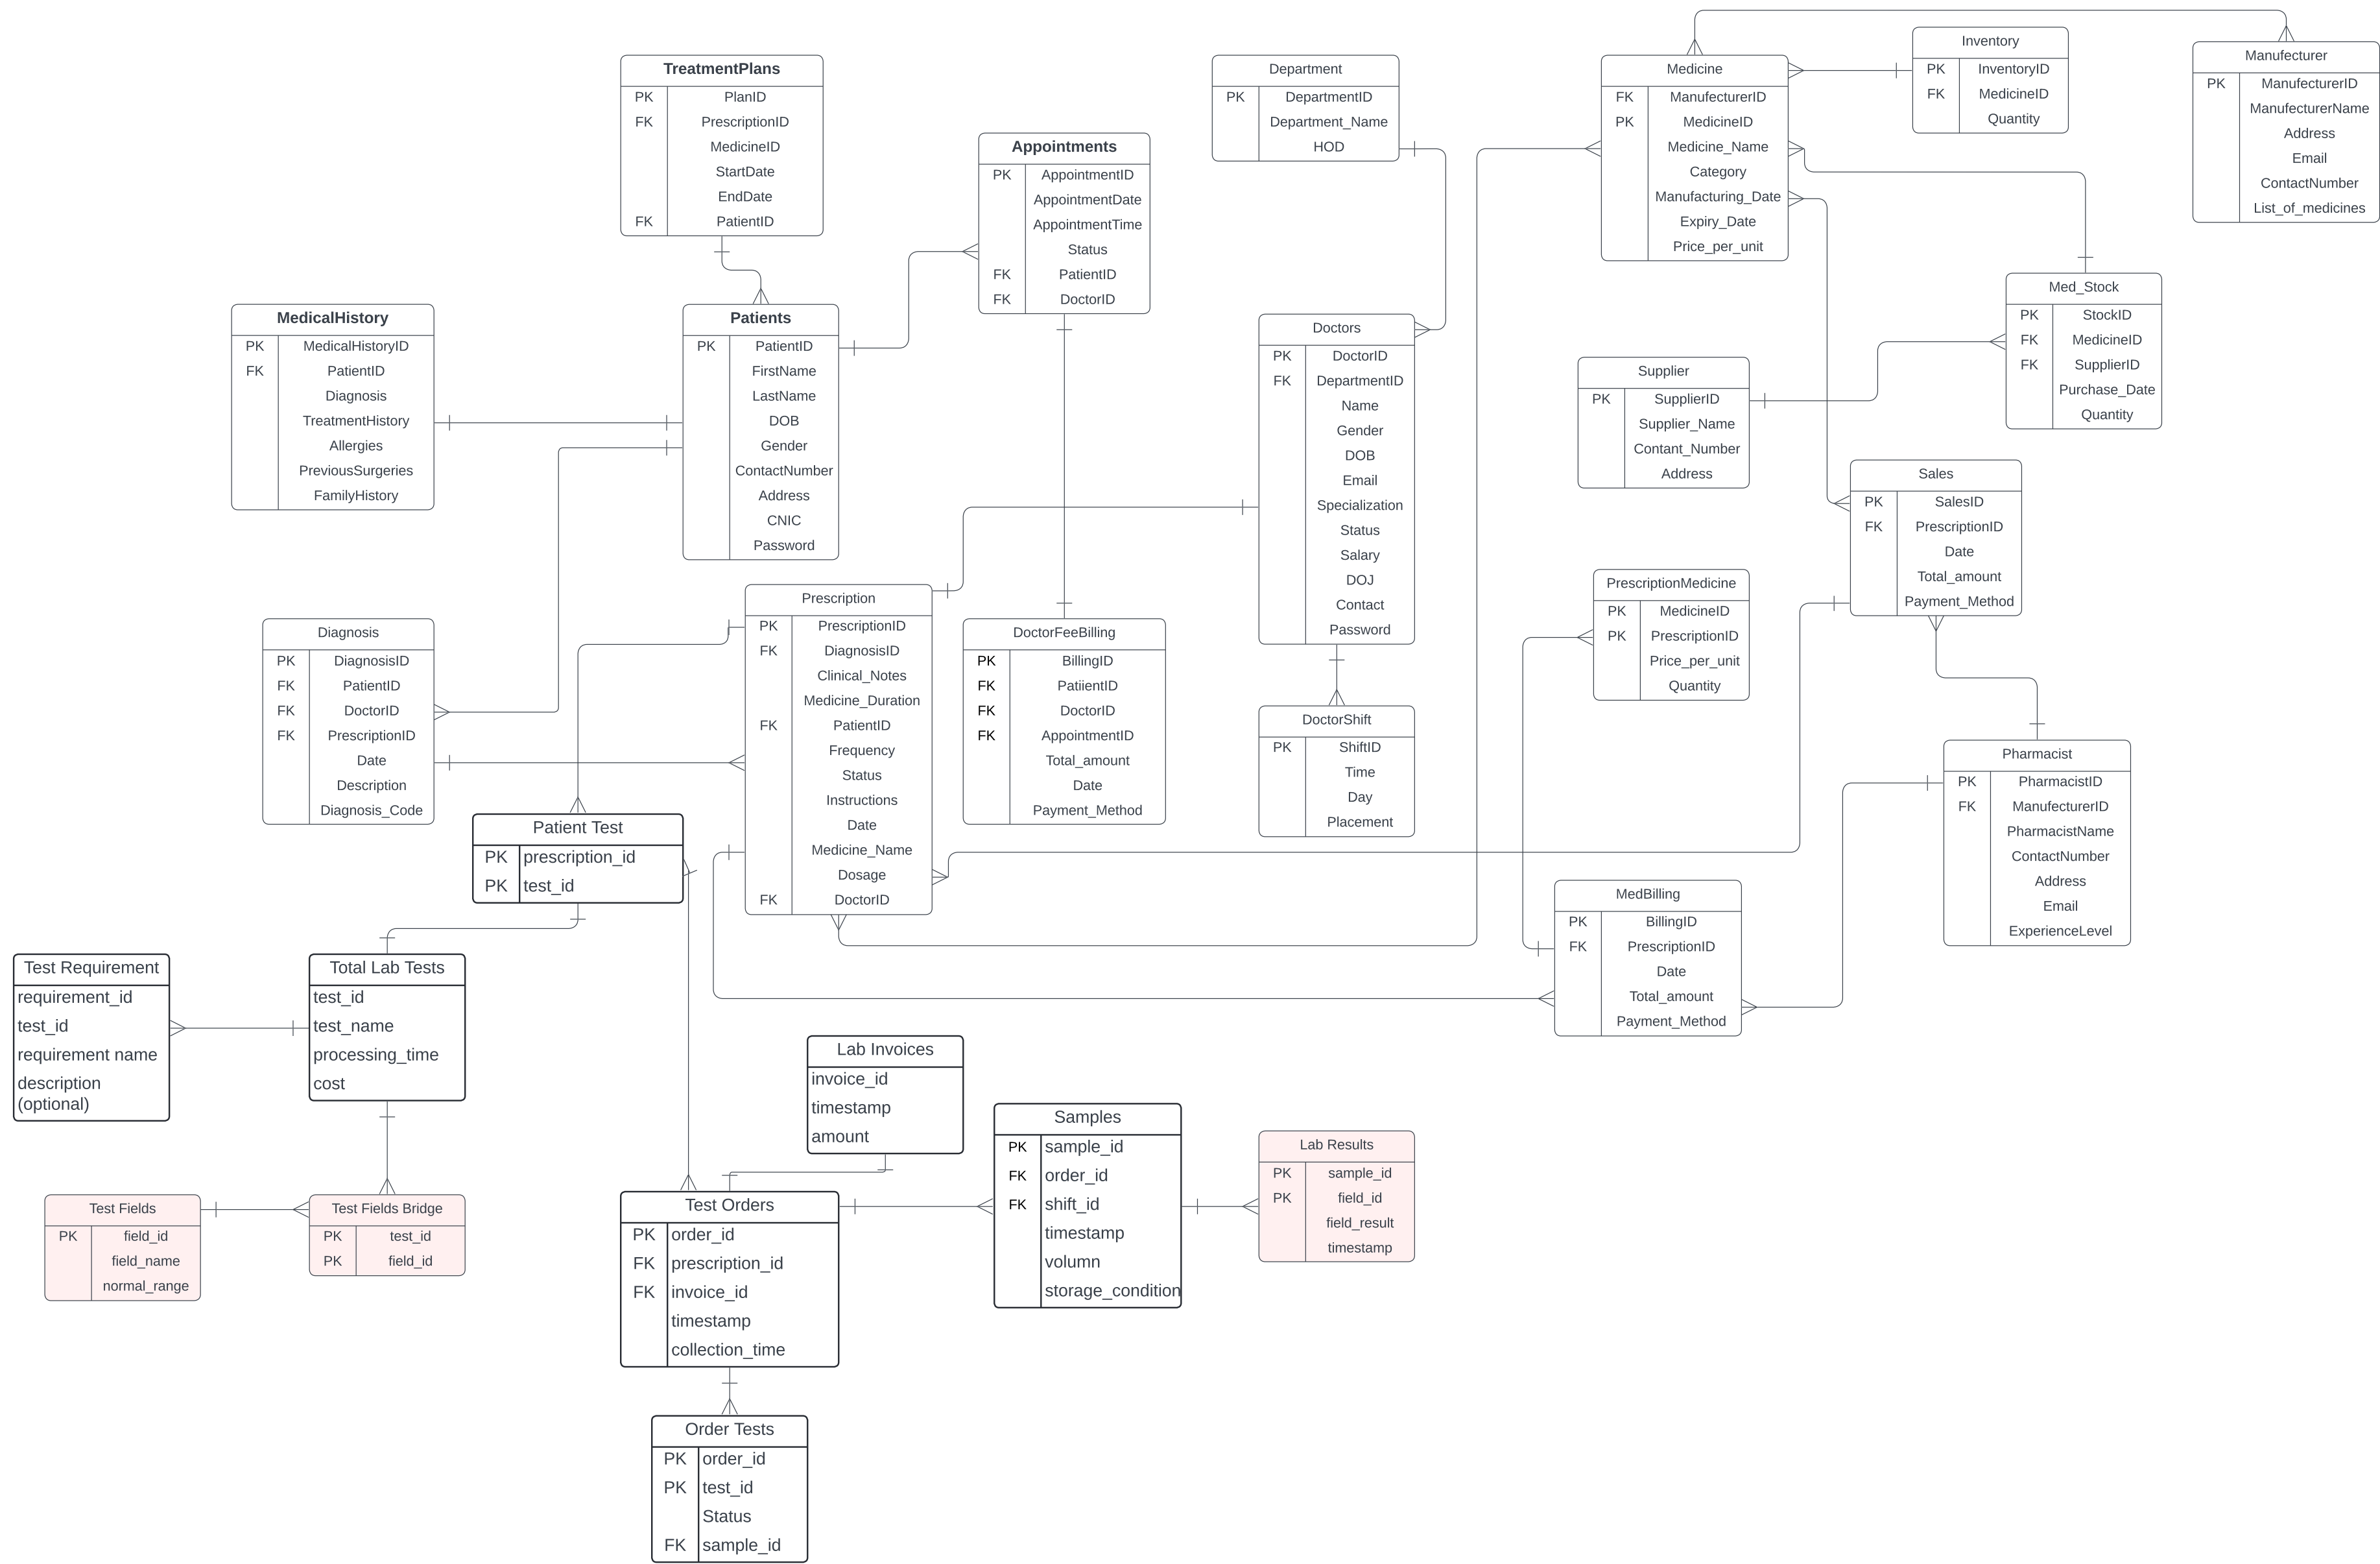 TreatmentPlans
PK PlanID
FK PrescriptionID
MedicineID
StartDate
EndDate
FK PatientID
Appointments
PK AppointmentID
AppointmentDate
AppointmentTime
Status
FK PatientID
FK DoctorID
Department
PK DepartmentID
Department_Name
HOD
Medicine
FK ManufacturerID
PK MedicineID
Medicine_Name
Category
Manufacturing_Date
Expiry_Date
Price_per_unit
Inventory
PK InventoryID
FK MedicineID
Quantity
Manufecturer
PK ManufecturerID
ManufecturerName
Address
Email
ContactNumber
List_of_medicines
MedicalHistory
PK MedicalHistoryID
FK PatientID
Diagnosis
TreatmentHistory
Allergies
PreviousSurgeries
FamilyHistory
Patients
PK PatientID
FirstName
LastName
DOB
Gender
ContactNumber
Address
CNIC
Password
Doctors
PK DoctorID
FK DepartmentID
Name
Gender
DOB
Email
Specialization
Status
Salary
DOJ
Contact
Password
Supplier
PK SupplierID
Supplier_Name
Contant_Number
Address
Med_Stock
PK StockID
FK MedicineID
FK SupplierID
Purchase_Date
Quantity
Sales
PK SalesID
FK PrescriptionID
Date
Total_amount
Payment_Method
Diagnosis
PK DiagnosisID
FK PatientID
FK DoctorID
FK PrescriptionID
Date
Description
Diagnosis_Code
Prescription
PK PrescriptionID
FK DiagnosisID
Clinical_Notes
Medicine_Duration
FK PatientID
Frequency
Status
Instructions
Date
Medicine_Name
Dosage
FK DoctorID
DoctorFeeBilling
PK BillingID
FK PatiientID
FK DoctorID
FK AppointmentID
Total_amount
Date
Payment_Method
DoctorShift
PK ShiftID
Time
Day
Placement
PrescriptionMedicine
PK MedicineID
PK PrescriptionID
Price_per_unit
Quantity
Pharmacist
PK PharmacistID
FK ManufecturerID
PharmacistName
ContactNumber
Address
Email
ExperienceLevel
Patient Test
PK prescription_id
PK test_id
MedBilling
PK BillingID
FK PrescriptionID
Date
Total_amount
Payment_Method
Test Requirement
requirement_id
test_id
requirement name
description
(optional)
Total Lab Tests
test_id
test_name
processing_time
cost
Lab Invoices
invoice_id
timestamp
amount
Samples
PK sample_id
FK order_id
FK shift_id
timestamp
volumn
storage_condition
Lab Results
PK sample_id
PK field_id
field_result
timestamp
Test Fields
PK field_id
field_name
normal_range
Test Fields Bridge
PK test_id
PK field_id
Test Orders
PK order_id
FK prescription_id
FK invoice_id
timestamp
collection_time
Order Tests
PK order_id
PK test_id
Status
FK sample_id